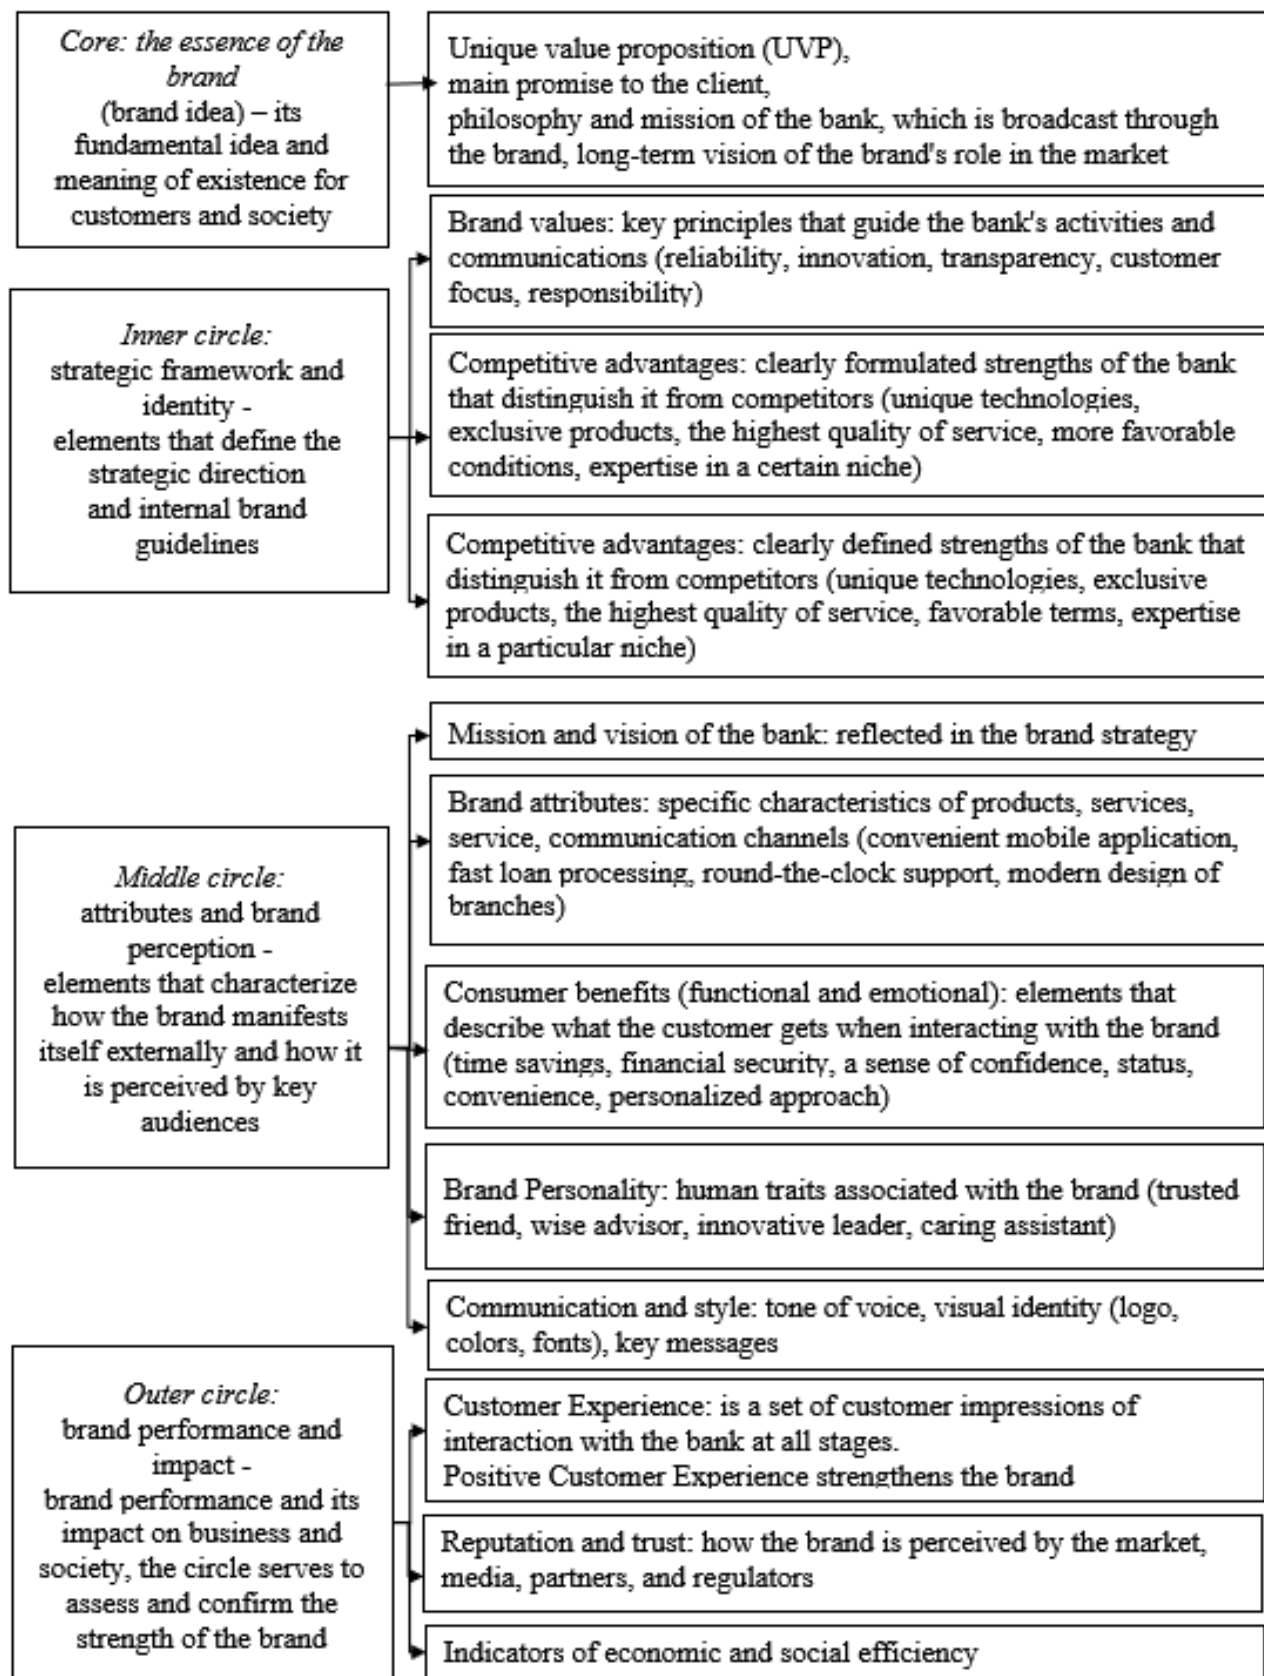 Core: the essence of the
brand
(brand idea) – its
fundamental idea and
meaning of existence for
customers and society
Unique value proposition (UVP),
main promise to the client,
philosophy and mission of the bank, which is broadcast through
the brand, long-term vision of the brand's role in the market
Inner circle:
strategic framework and
identity -
elements that define the
strategic direction
and internal brand
guidelines
Brand values: key principles that guide the bank's activities and
communications (reliability, innovation, transparency, customer
focus, responsibility)
Competitive advantages: clearly formulated strengths of the bank
that distinguish it from competitors (unique technologies,
exclusive products, the highest quality of service, more favorable
conditions, expertise in a certain niche)
Competitive advantages: clearly defined strengths of the bank that
distinguish it from competitors (unique technologies, exclusive
products, the highest quality of service, favorable terms, expertise
in a particular niche)
Middle circle:
attributes and brand
perception -
elements that characterize
how the brand manifests
itself externally and how it
is perceived by key
audiences
Mission and vision of the bank: reflected in the brand strategy
Brand attributes: specific characteristics of products, services,
service, communication channels (convenient mobile application,
fast loan processing, round-the-clock support, modern design of
branches)
Consumer benefits (functional and emotional): elements that
describe what the customer gets when interacting with the brand
(time savings, financial security, a sense of confidence, status,
convenience, personalized approach)
Brand Personality: human traits associated with the brand (trusted
friend, wise advisor, innovative leader, caring assistant)
Communication and style: tone of voice, visual identity (logo,
colors, fonts), key messages
Outer circle:
brand performance and
impact -
brand performance and its
impact on business and
society, the circle serves to
assess and confirm the
strength of the brand
Customer Experience: is a set of customer impressions of
interaction with the bank at all stages.
Positive Customer Experience strengthens the brand
Reputation and trust: how the brand is perceived by the market,
media, partners, and regulators
Indicators of economic and social efficiency